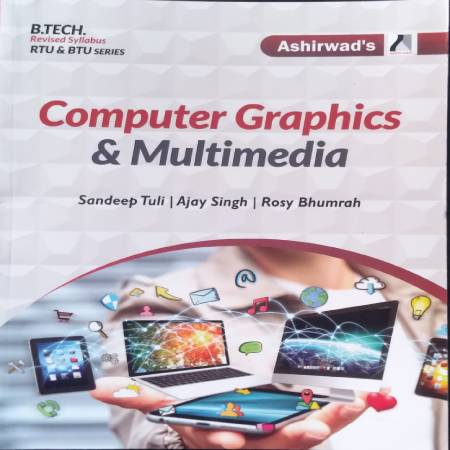 B.TECH.
Revised Syllabus
RTU & BTU SERIES
Ashirwad's
Computer Graphics
& Multimedia
Sandeep Tuli | Ajay Singh | Rosy Bhumrah
@